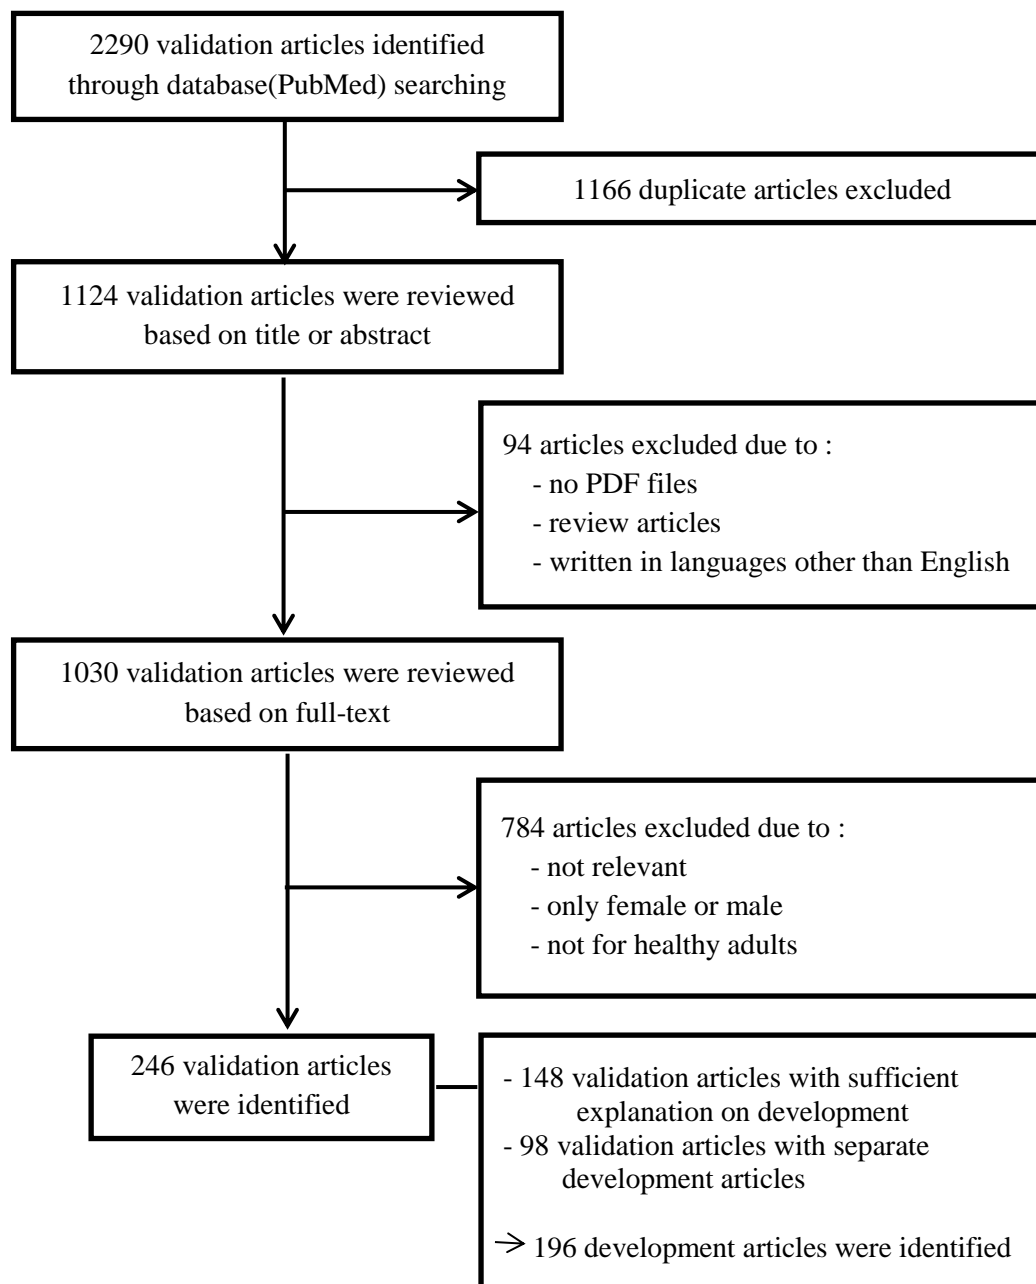 2290 validation articles identified
through database(PubMed) searching
1166 duplicate articles excluded
1124 validation articles were reviewed
based on title or abstract
94 articles excluded due to :
- no PDF files
- review articles
- written in languages other than English
1030 validation articles were reviewed
based on full-text
784 articles excluded due to :
- not relevant
- only female or male
- not for healthy adults
246 validation articles
were identified
- 148 validation articles with sufficient
explanation on development
- 98 validation articles with separate
development articles
196 development articles were identified